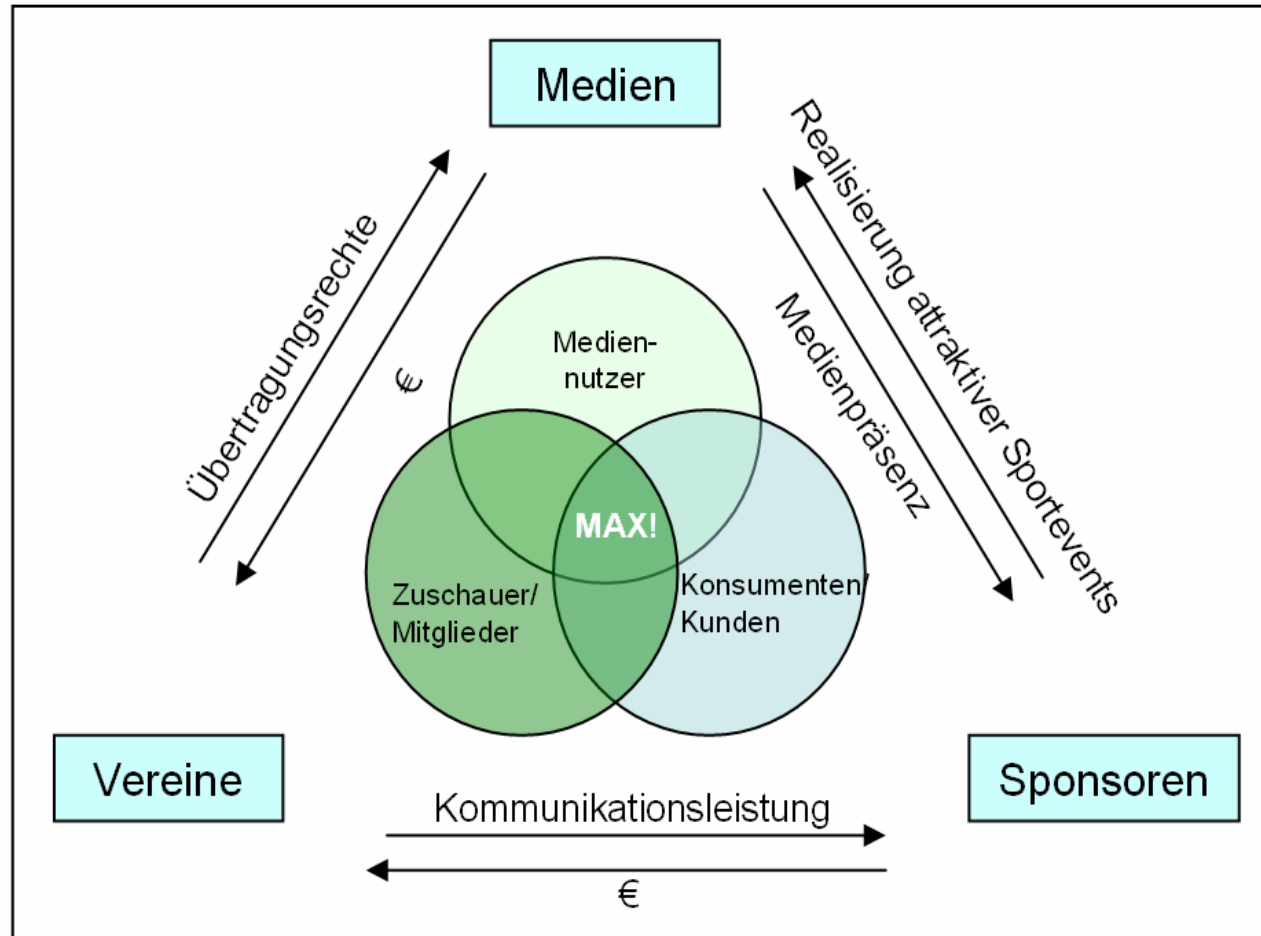 Medien
Übertragungsrechte
€
Realisierung attraktiver Sportevents
Medienpräsenz
Medien-
nutzer
MAX!
Zuschauer/
Mitglieder
Konsumenten/
Kunden
Vereine
Sponsoren
Kommunikationsleistung
€